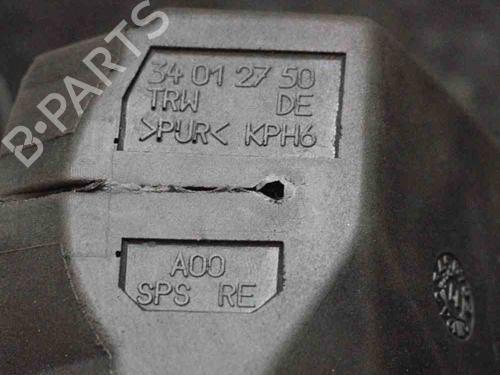 B·PARTS
34 01 27 50
TRW DE
>PUR< KPH6
A00
SPS RE